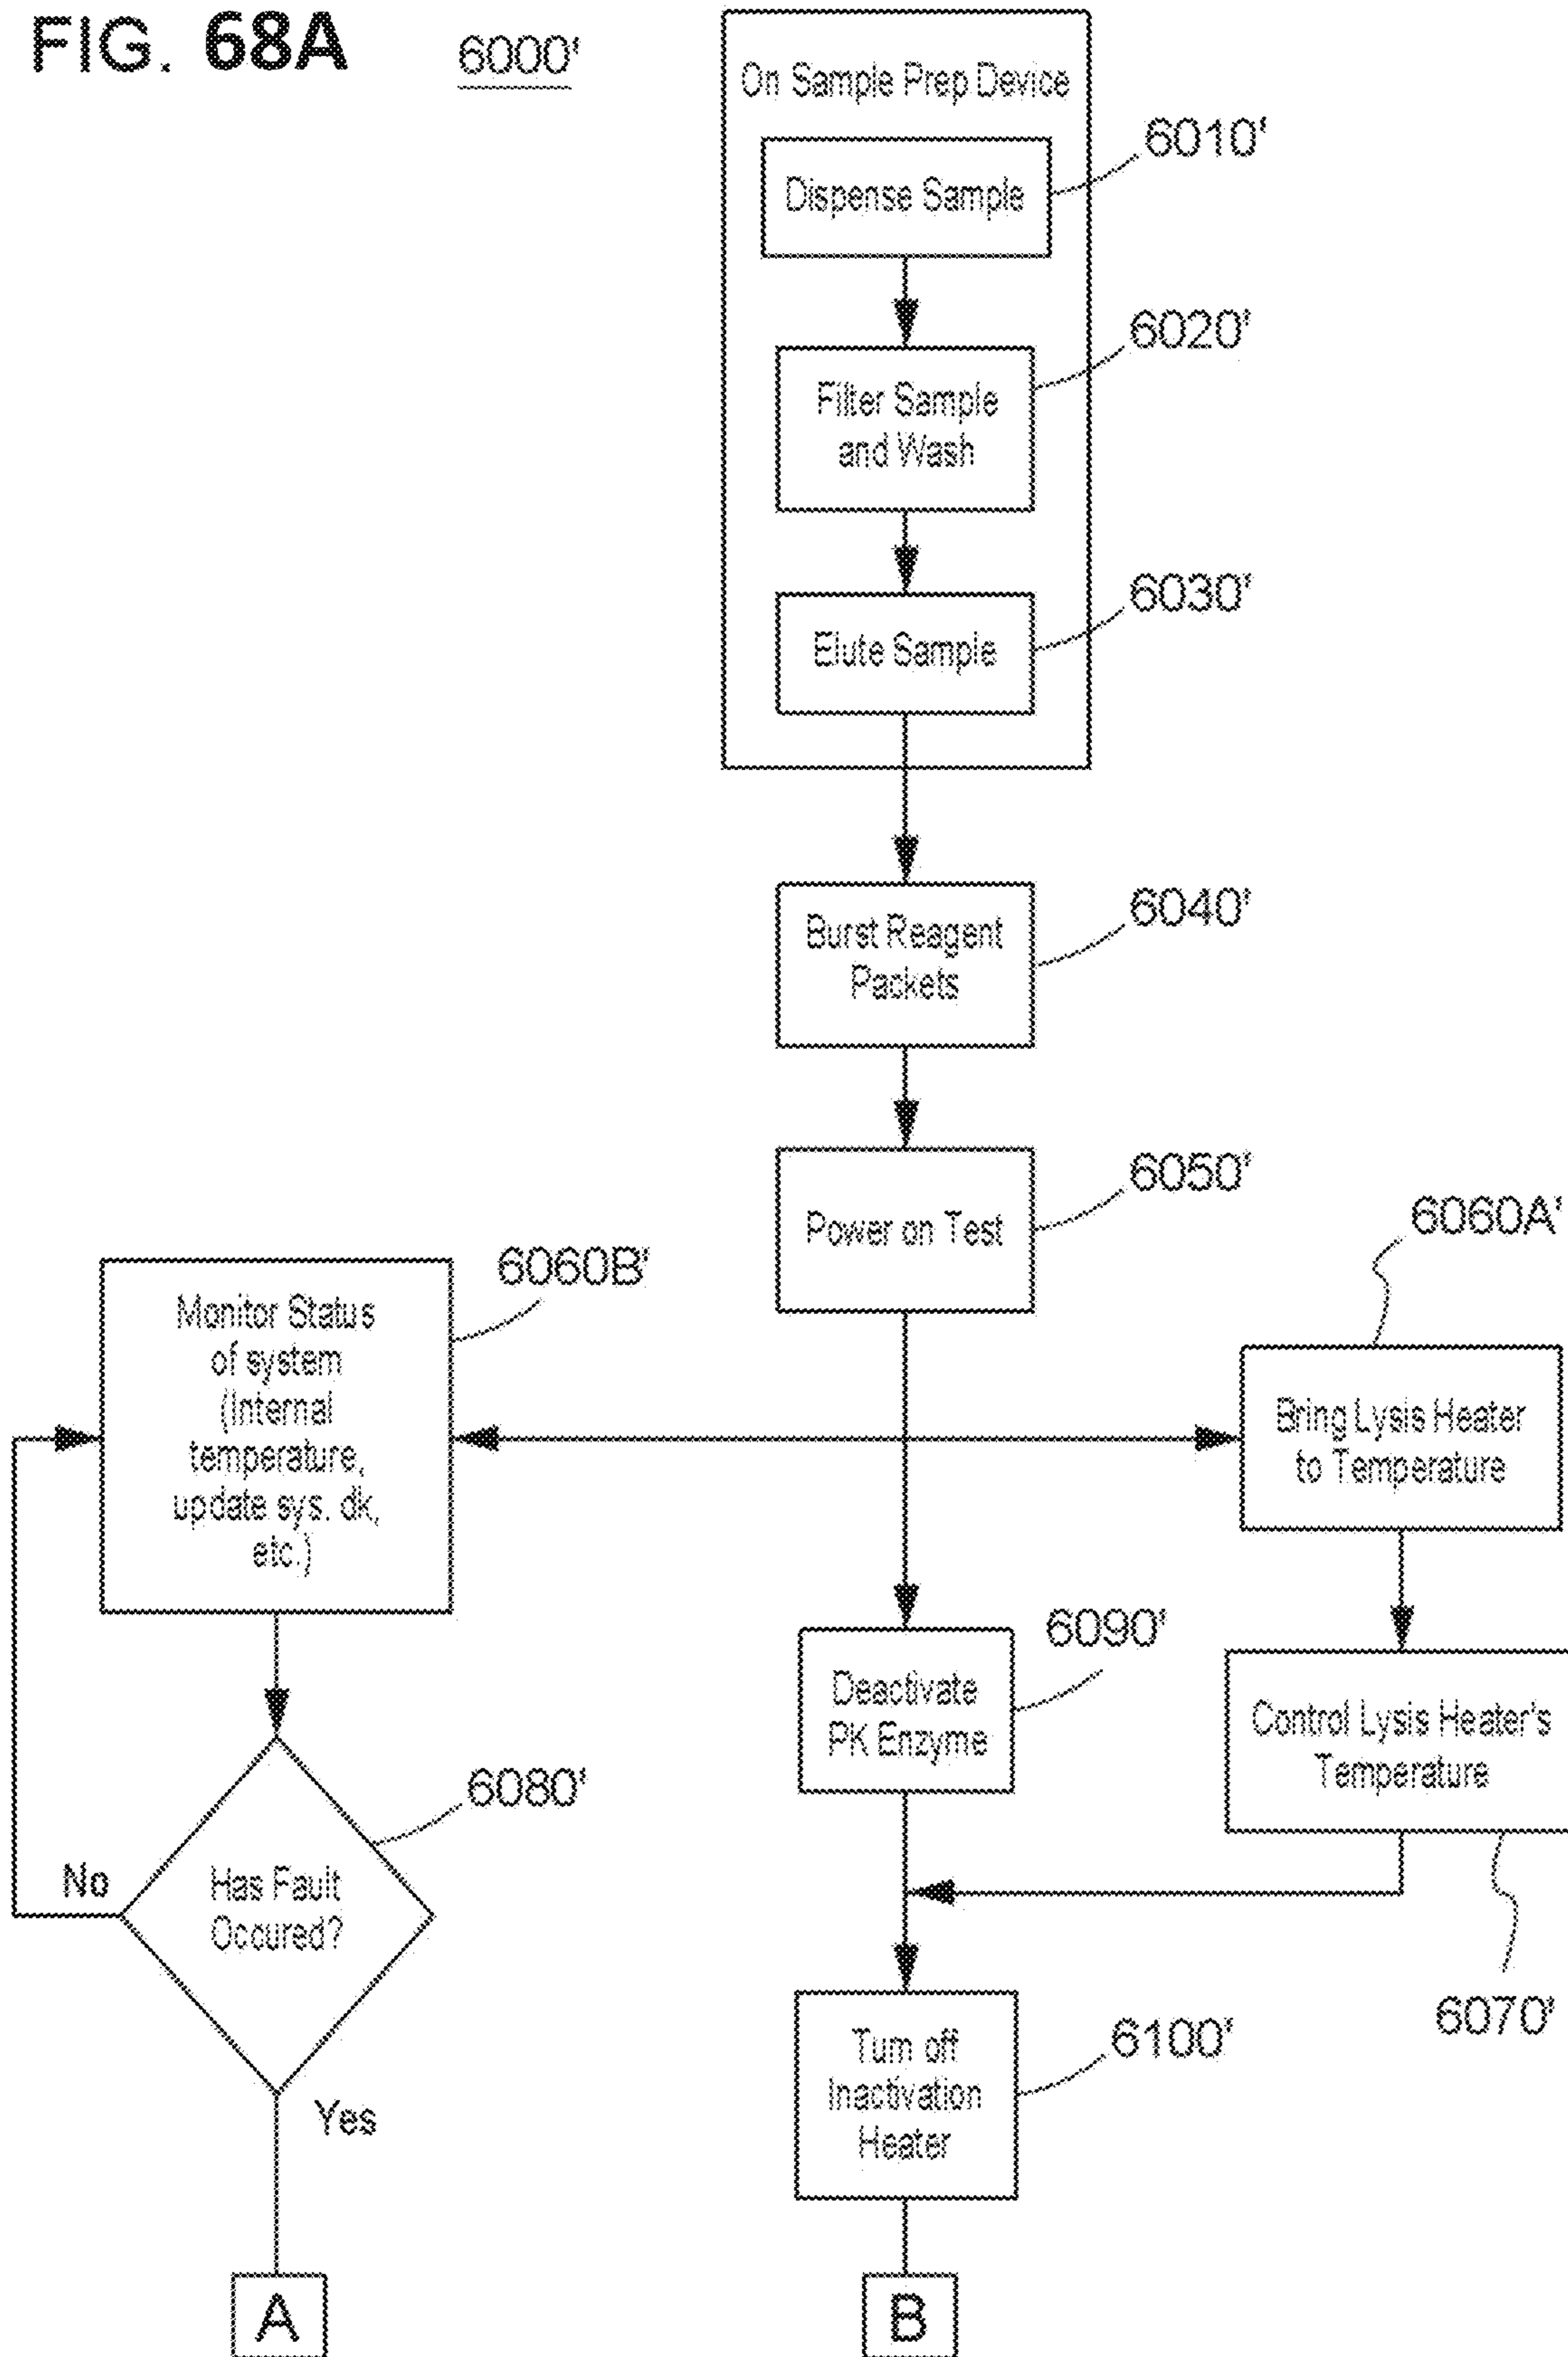 FIG. 68A
6000'
On Sample Prep Device
6010'
Dispense Sample
6020'
Filter Sample
and Wash
6030'
Elute Sample
6040'
Burst Reagent
Packets
6050'
Power on Test
6060A'
6060B'
Monitor Status
of system
(Internal
temperature,
update sys. dk,
etc.)
Bring Lysis Heater
to Temperature
6090'
Deactivate
PK Enzyme
Control Lysis Heater's
Temperature
6080'
No
Has Fault
Occured?
6070'
6100'
Turn off
Inactivation
Heater
Yes
A
B